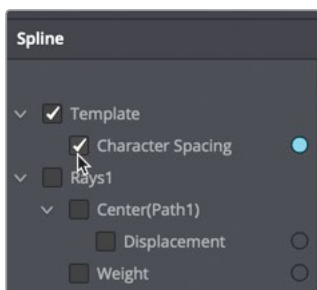 Spline
Template
Character Spacing
Rays1
Center(Path1)
Displacement
Weight